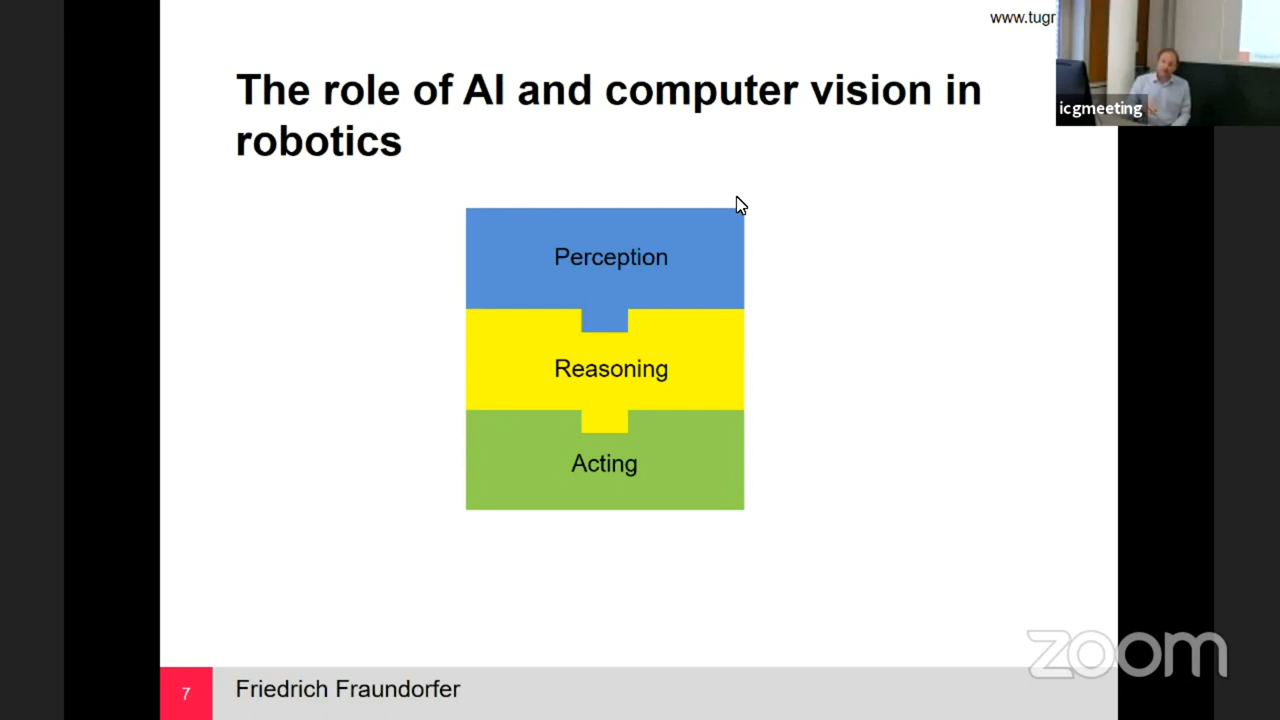 www.tugr
The role of AI and computer vision in
robotics
icgmeeting
Perception
Reasoning
Acting
zoom
7
Friedrich Fraundorfer